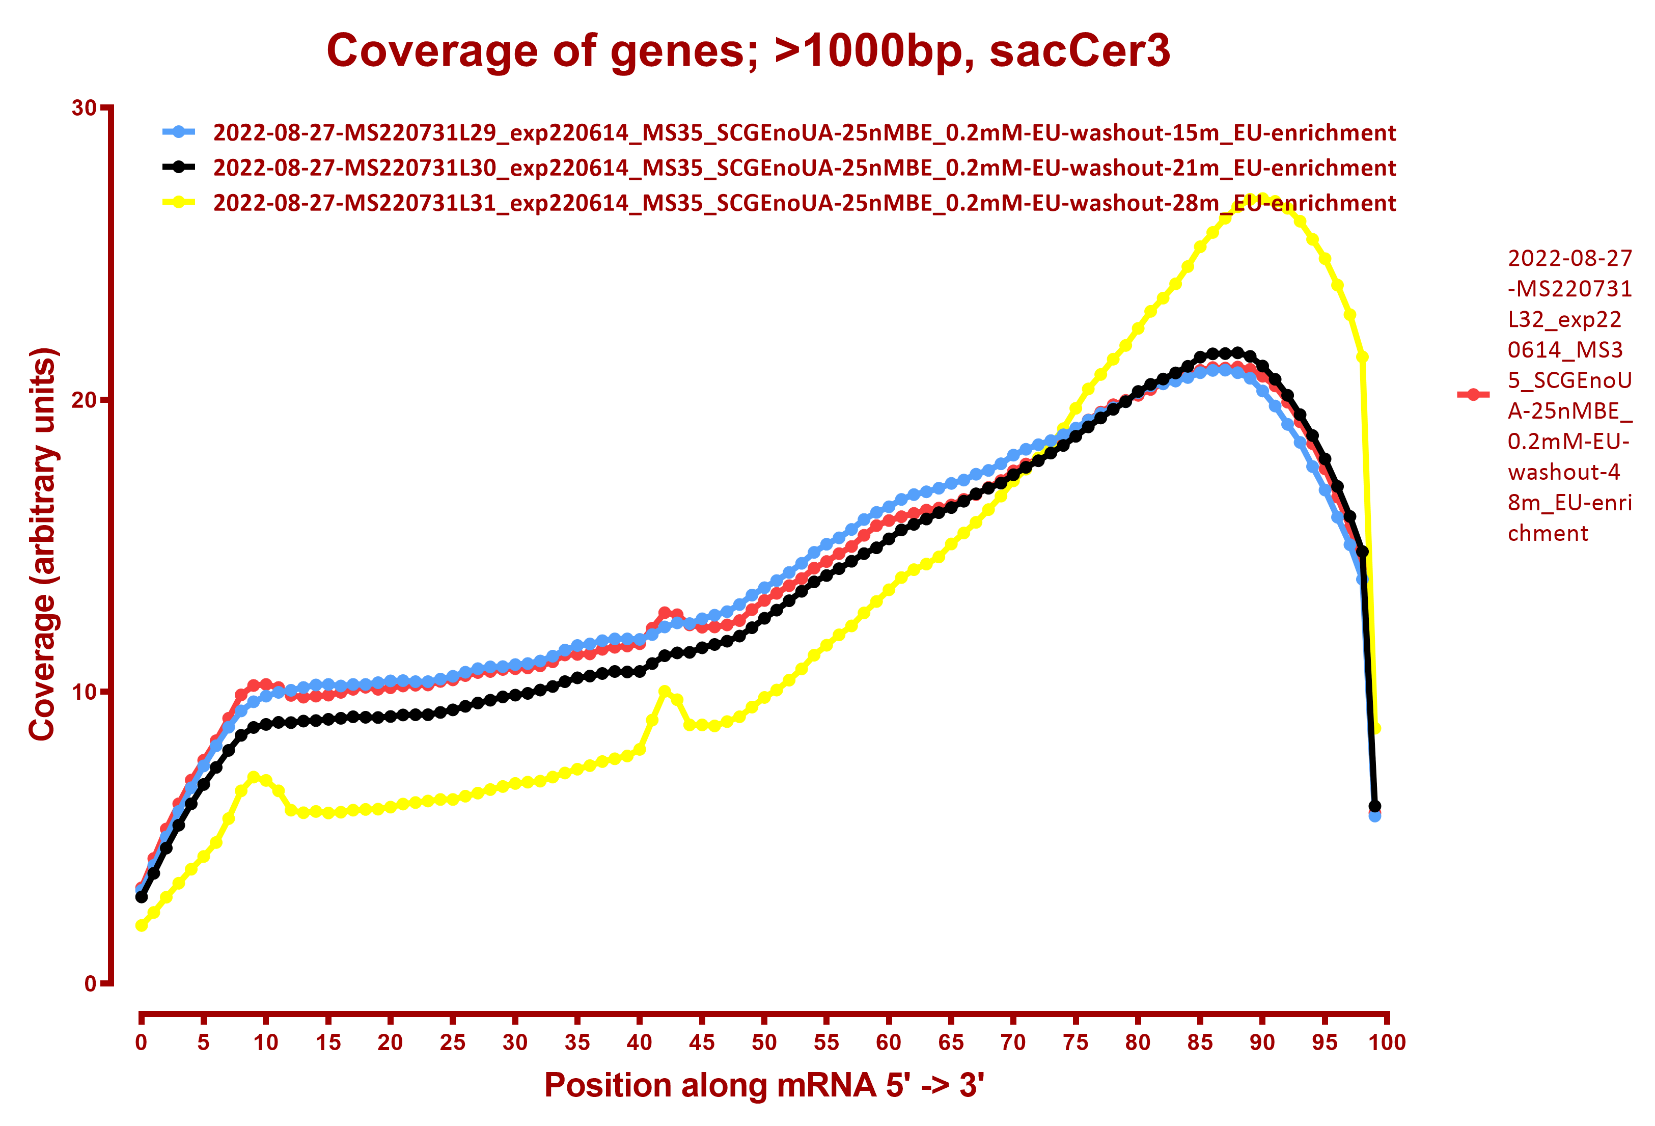 Coverage of genes; >1000bp, sacCer3
30
2022-08-27-MS220731L29_exp220614_MS35_SCGEnoUA-25nMBE_0.2mM-EU-washout-15m_EU-enrichment
2022-08-27-MS220731L30_exp220614_MS35_SCGEnoUA-25nMBE_0.2mM-EU-washout-21m_EU-enrichment
2022-08-27-MS220731L31_exp220614_MS35_SCGEnoUA-25nMBE_0.2mM-EU-washout-28m_EU-enrichment
2022-08-27
-MS220731
L32_exp22
0614_MS3
5_SCGEnoU
A-25nMBE_
0.2mM-EU-
washout-4
8m_EU-enri
chment
Coverage (arbitrary units)
20
10
0
0 5 10 15 20 25 30 35 40 45 50 55 60 65 70 75 80 85 90 95 100
Position along mRNA 5' -> 3'